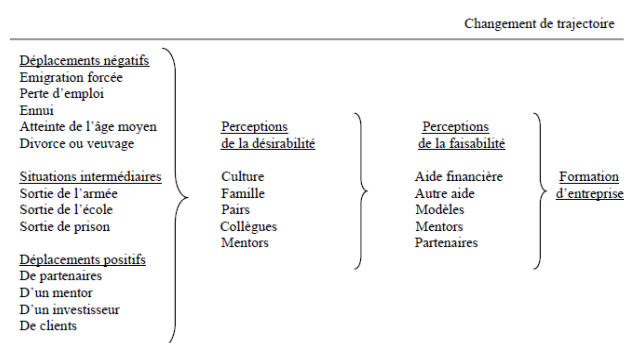 Changement de trajectoire
Déplacements négatifs
Emigration forcée
Perte d'emploi
Ennui
Atteinte de l'âge moyen
Divorce ou veuvage
Situations intermédiaires
Sortie de l'armée
Sortie de l'école
Sortie de prison
Déplacements positifs
De partenaires
D'un mentor
D'un investisseur
De clients
Perceptions
de la désirabilité
Culture
Famille
Pairs
Collègues
Mentors
Perceptions
de la faisabilité
Aide financière
Autre aide
Modèles
Mentors
Partenaires
Formation
d'entreprise